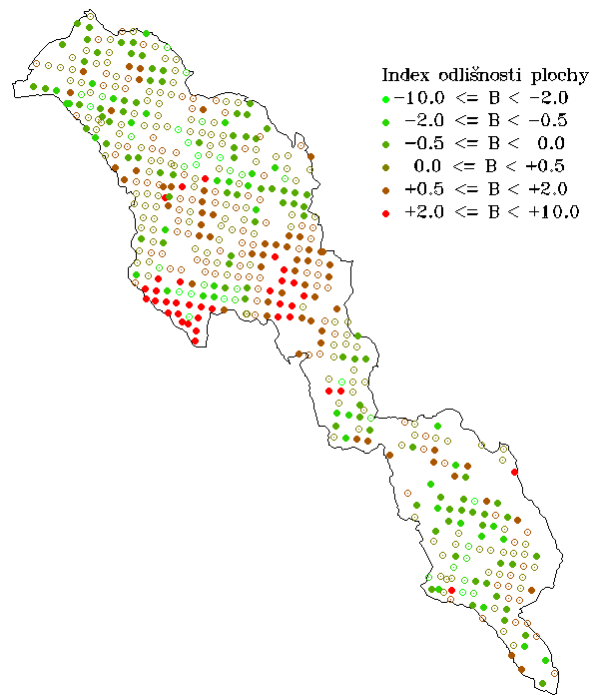 Index odlišnosti plochy
-10.0 <= B < -2.0
-2.0 <= B < -0.5
-0.5 <= B < 0.0
0.0 <= B < +0.5
+0.5 <= B < +2.0
+2.0 <= B < +10.0